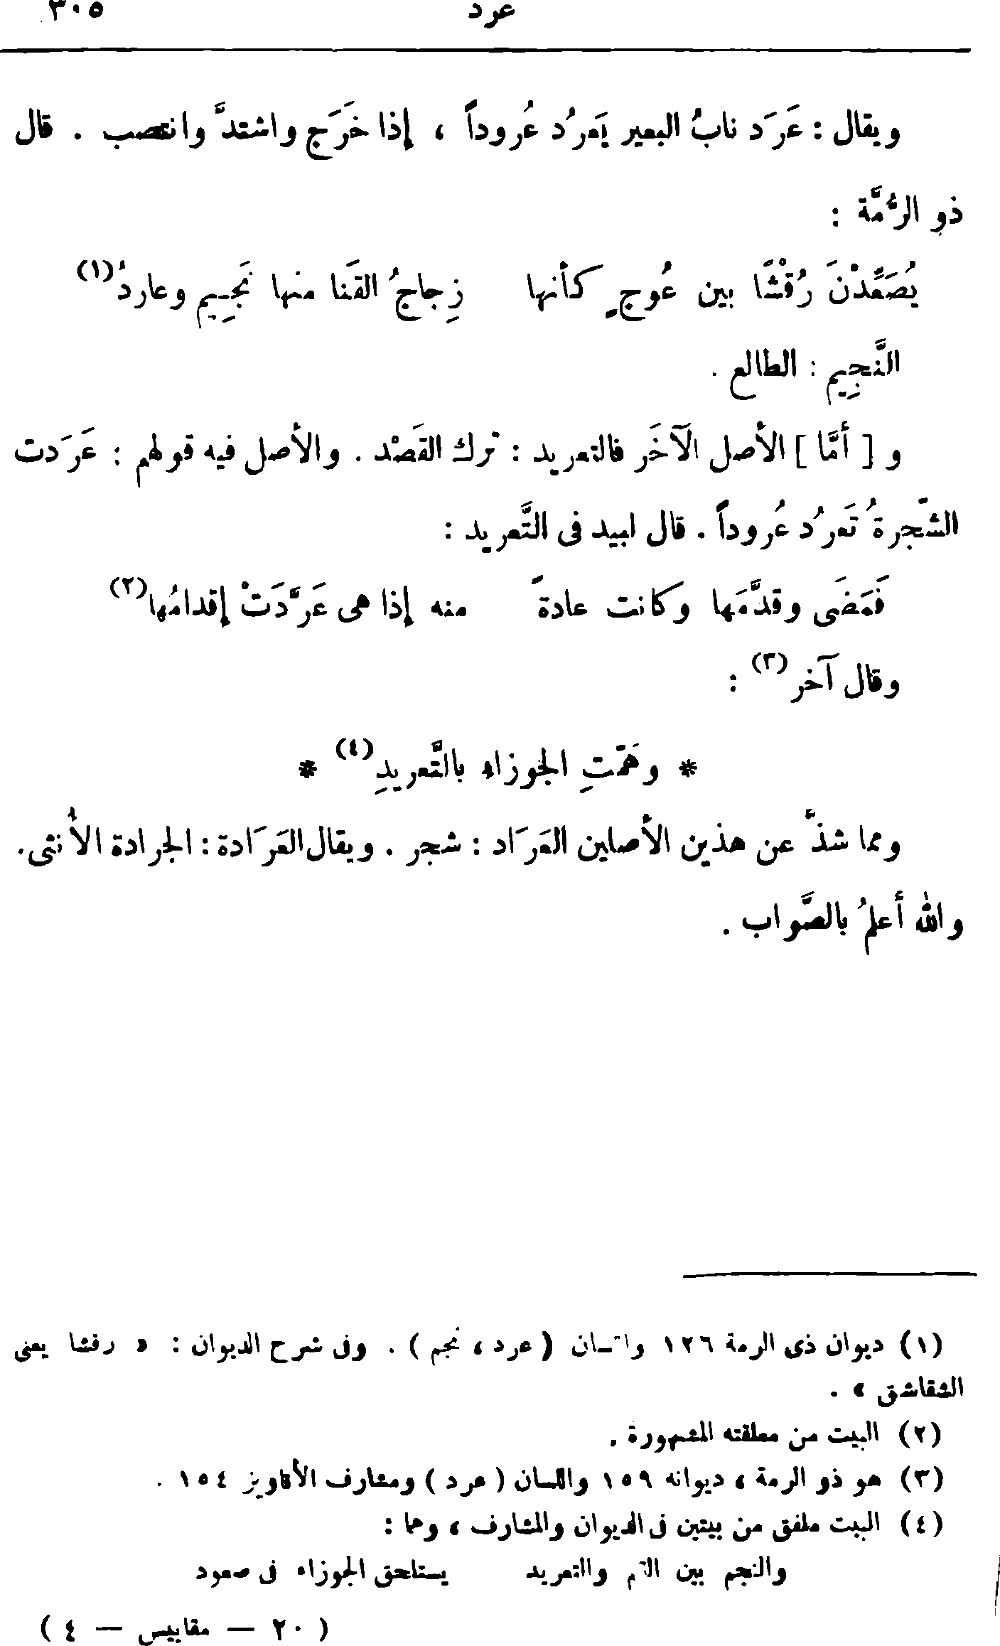 عرد ٣٠٥
ويقال : عَرَد نابُ البعير يَعرُد عُروداً ، إذا خَرَج واشتدَّ وانتصب . قال
ذو الرُّمَّة :
يُصَعِّدْنَ رُقْشًا بين عُوجٍ كأنها زِجاجُ القَنا منها نَجِيم وعاردُ(١)
النَّجِيم : الطالع .
و [ أمَّا ] الأصل الآخَر فالتعريد : ترك القَصْد . والأصل فيه قولهم : عَرَدت
الشّجرةُ تَعرُد عُروداً . قال لبيد فى التَّعريد :
فَمَضَى وقدَّمَها وكانت عادةً منه إذا هى عَرَّدَتْ إقدامُها(٢)
وقال آخر(٣) :
* وهَمّتِ الجوزاء بالتَّعريدِ(٤) *
ومما شذَّ عن هذين الأصلين العَرَاد : شجر . ويقال العَرَادة : الجرادة الأُنثى .
والله أعلمُ بالصَّواب .
(١) ديوان ذى الرمة ١٢٦ واللسان ( عرد ، نجم ) . وفى شرح الديوان : « رقشا يعنى
الشقاشق » .
(٢) البيت من معلقته المشهورة .
(٣) هو ذو الرمة ، ديوانه ١٥٩ واللسان ( عرد ) ومشارف الأقاويز ١٥٤ .
(٤) البيت ملفق من بيتين فى الديوان والمشارف ، وهما :
والنجم بين القم والتعريد يستلحق الجوزاء فى صعود
( ٢٠ — مقاييس — ٤ )